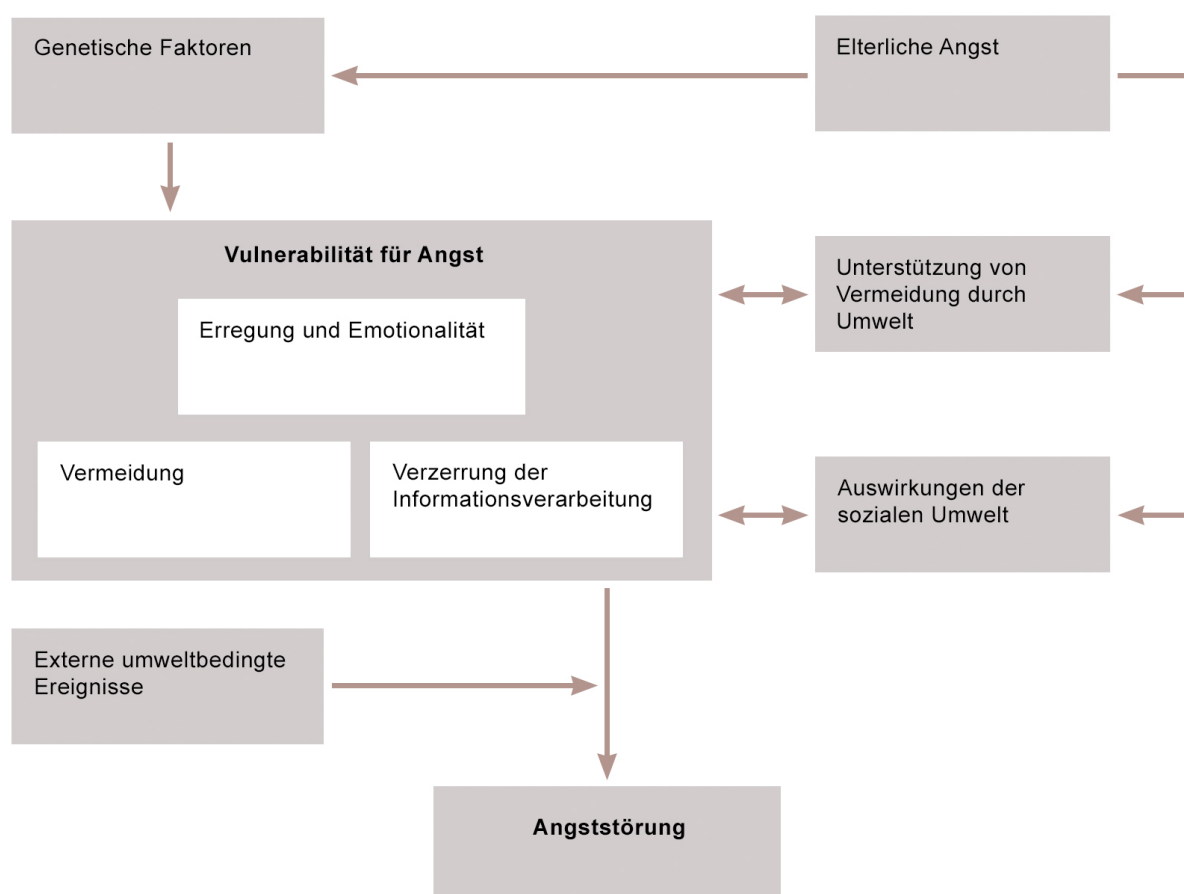 Genetische Faktoren
Elterliche Angst
Vulnerabilität für Angst
Erregung und Emotionalität
Vermeidung
Verzerrung der
Informationsverarbeitung
Unterstützung von
Vermeidung durch
Umwelt
Auswirkungen der
sozialen Umwelt
Externe umweltbedingte
Ereignisse
Angststörung